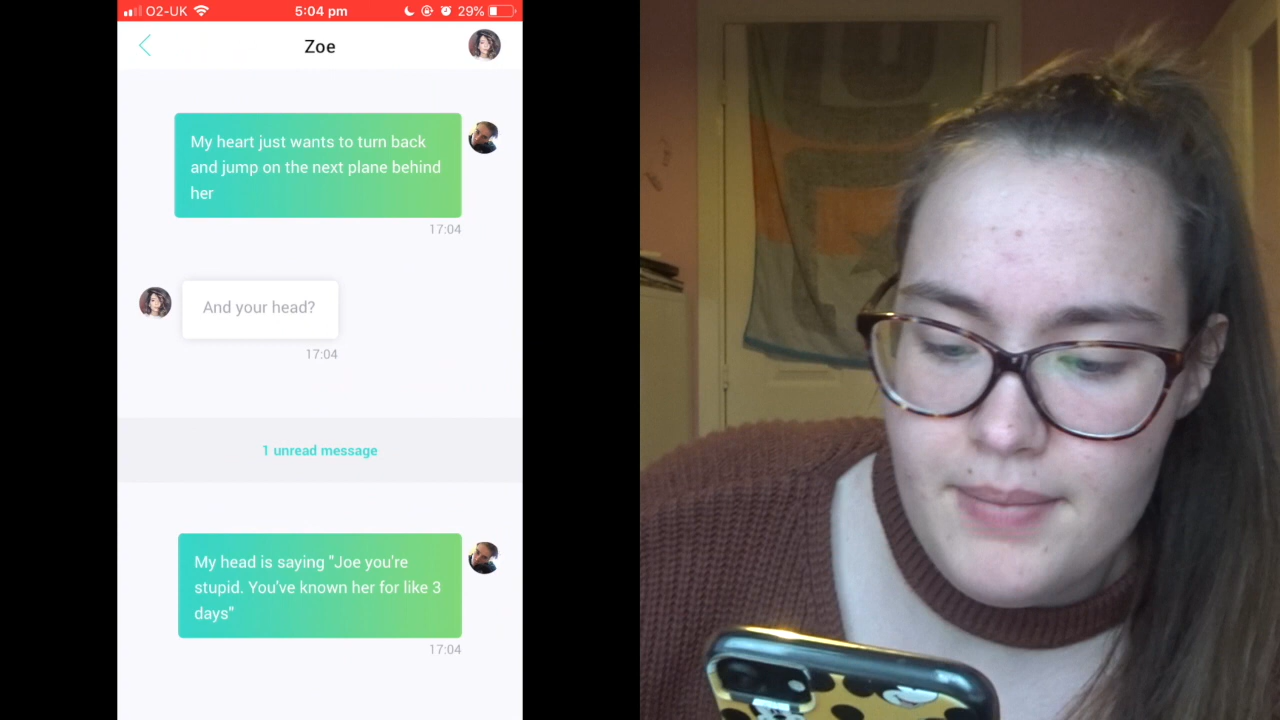 O2-UK 5:04 pm 29%
Zoe
My heart just wants to turn back
and jump on the next plane behind
her
17:04
And your head?
17:04
1 unread message
My head is saying "Joe you're
stupid. You've known her for like 3
days"
17:04